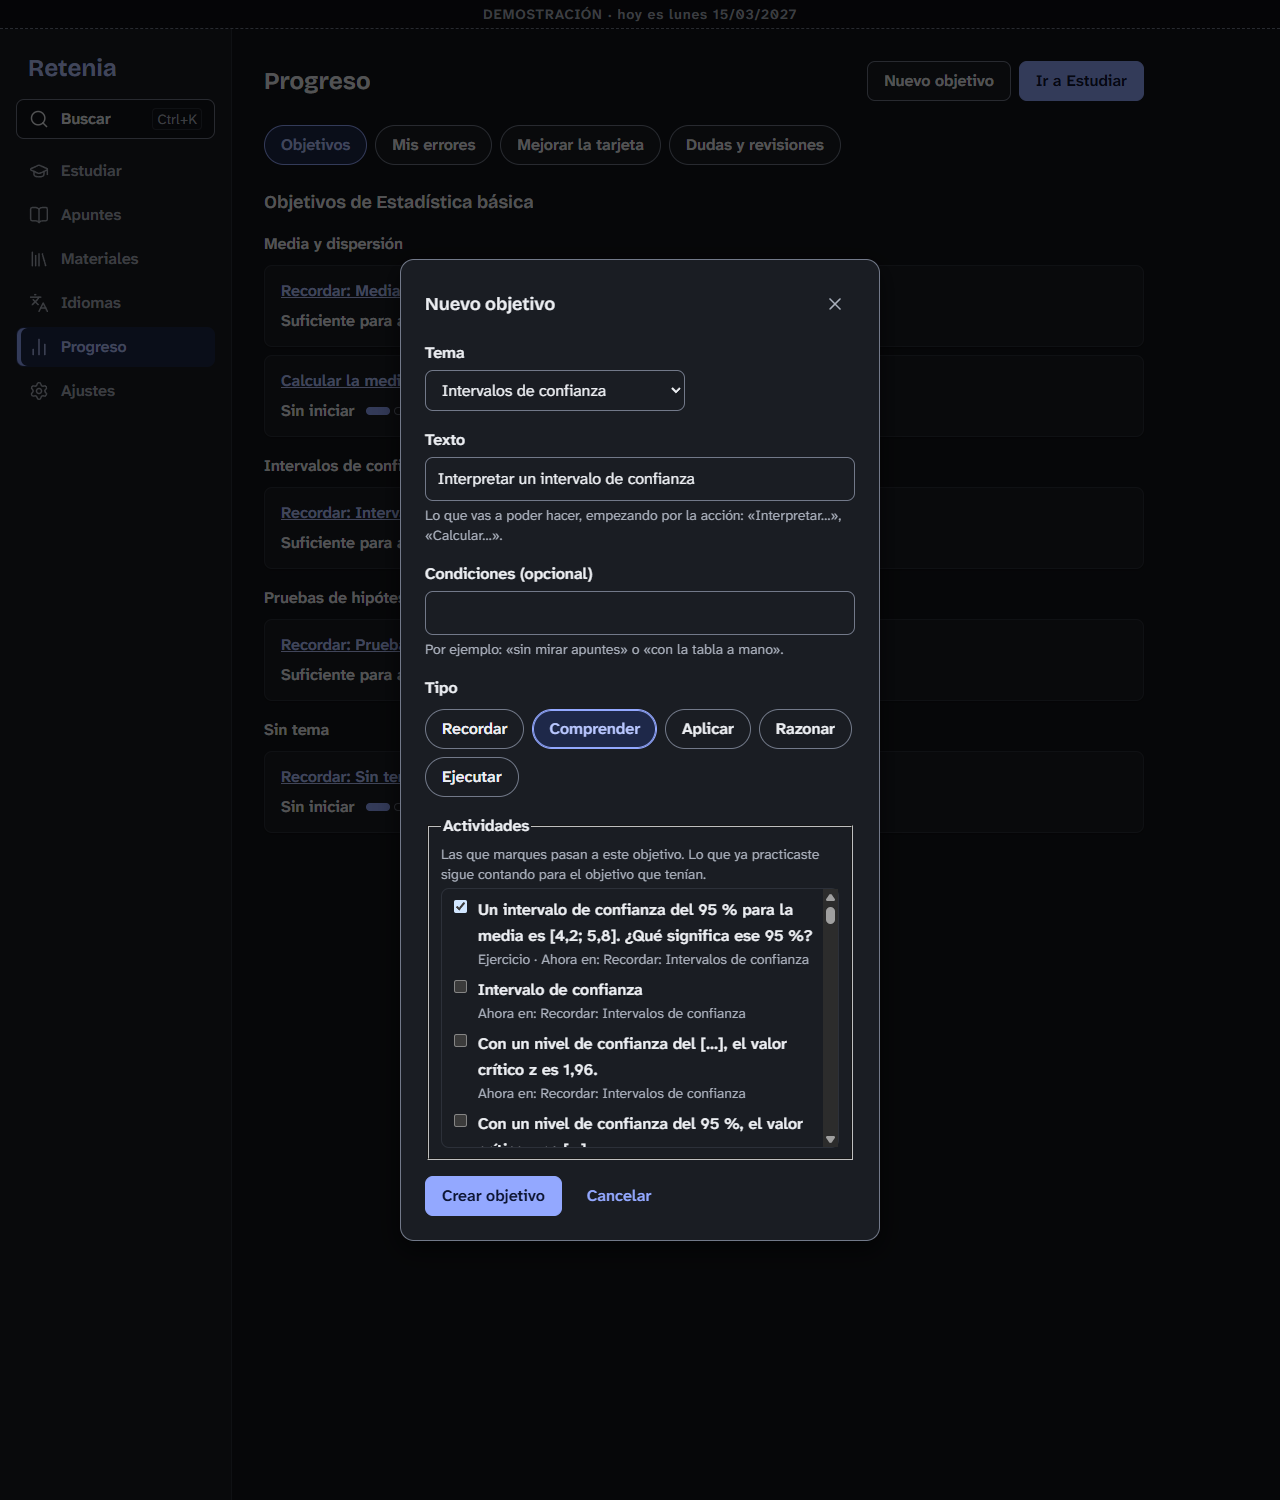 DEMOSTRACIÓN · hoy es lunes 15/03/2027
Retenia
Buscar Ctrl+K
Estudiar
Apuntes
Materiales
Idiomas
Progreso
Ajustes
Progreso
Nuevo objetivo
Ir a Estudiar
Objetivos
Mis errores
Mejorar la tarjeta
Dudas y revisiones
Objetivos de Estadística básica
Media y dispersión
Recordar: Media
Suficiente para
Calcular la medi
Sin iniciar
Intervalos de conf
Recordar: Interv
Suficiente para
Pruebas de hipótes
Recordar: Prueb
Suficiente para
Sin tema
Recordar: Sin te
Sin iniciar
Nuevo objetivo
Tema
Intervalos de confianza
Texto
Interpretar un intervalo de confianza
Lo que vas a poder hacer, empezando por la acción: «Interpretar...»,
«Calcular...».
Condiciones (opcional)
Por ejemplo: «sin mirar apuntes» o «con la tabla a mano».
Tipo
Recordar
Comprender
Aplicar
Razonar
Ejecutar
Actividades
Las que marques pasan a este objetivo. Lo que ya practicaste
sigue contando para el objetivo que tenían.
Un intervalo de confianza del 95 % para la
media es [4,2; 5,8]. ¿Qué significa ese 95 %?
Ejercicio · Ahora en: Recordar: Intervalos de confianza
Intervalo de confianza
Ahora en: Recordar: Intervalos de confianza
Con un nivel de confianza del [...], el valor
crítico z es 1,96.
Ahora en: Recordar: Intervalos de confianza
Con un nivel de confianza del 95 %, el valor
Crear objetivo
Cancelar